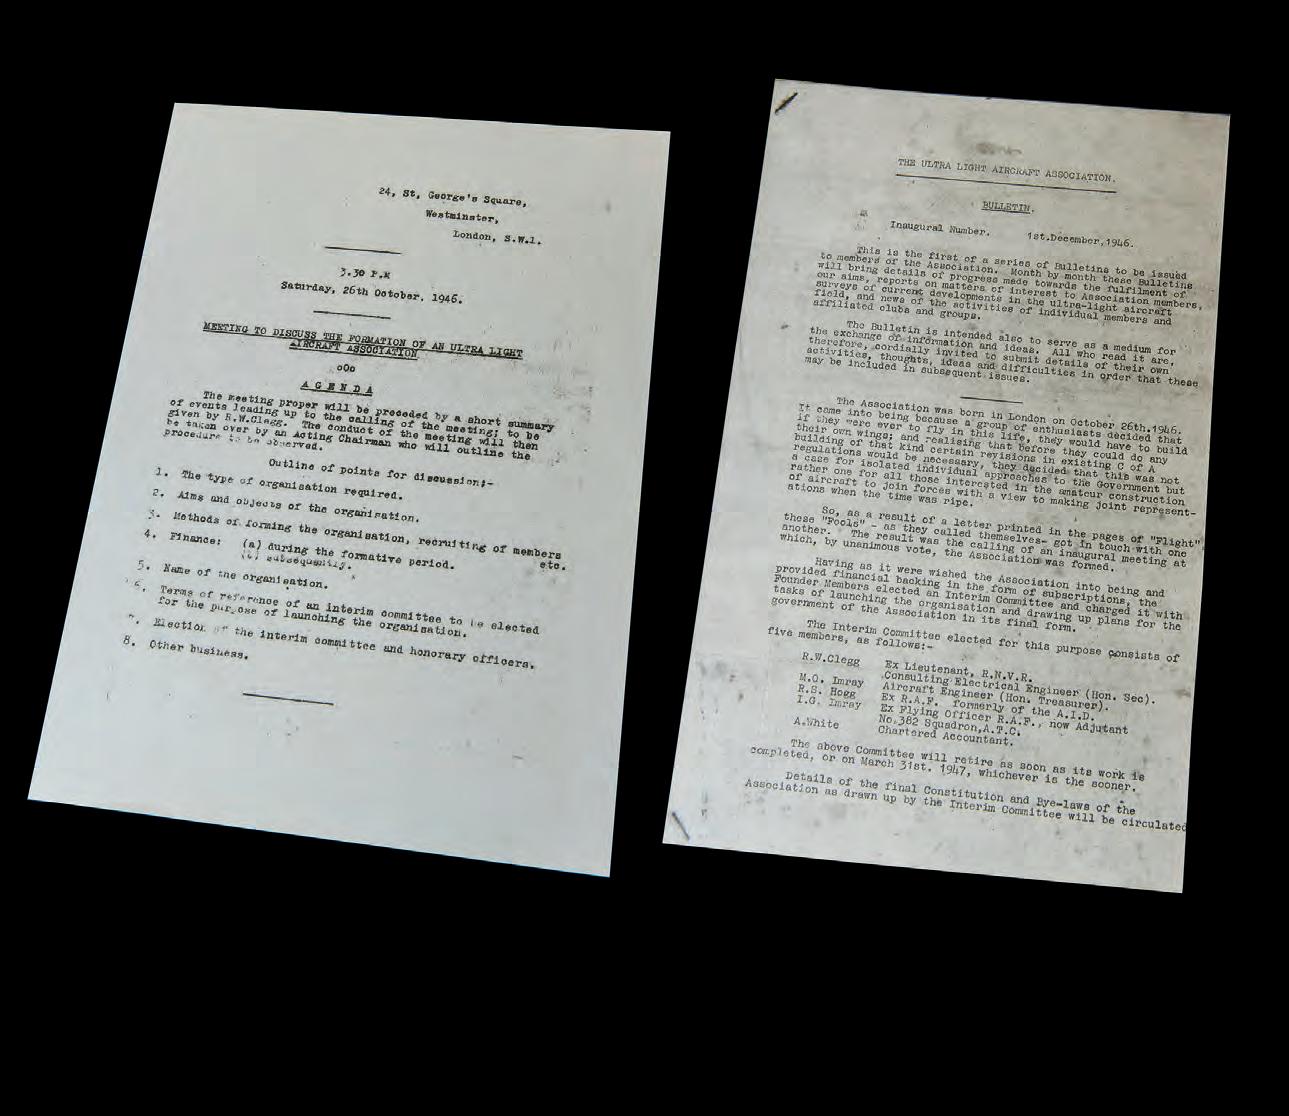 24, St. George's Square,
Westminster,
London, S.W.1.
3.30 P.M
Saturday, 26th October, 1946.
MEETING TO DISCUSS THE FORMATION OF AN ULTRA LIGHT
AIRCRAFT ASSOCIATION
oOo
A G E N D A
The meeting proper will be preceded by a short summary
of events leading up to the calling of the meeting; to be
given by R.W.Clegg. The conduct of the meeting will then
be taken over by an Acting Chairman who will outline the
procedure to be observed.
Outline of points for discussion;-
1. The type of organisation required.
2. Aims and objects of the organisation.
3. Methods of forming the organisation, recruiting of members
etc.
4. Finance: (a) during the formative period.
(b) subsequently.
5. Name of the organisation.
6. Terms of reference of an interim committee to be elected
for the purpose of launching the organisation.
7. Election of the interim committee and honorary officers.
8. Other business.
THE ULTRA LIGHT AIRCRAFT ASSOCIATION.
BULLETIN.
Inaugural Number. 1st.December,1946.
This is the first of a series of Bulletins to be issued
to members of the Association. Month by month these Bulletins
will bring details of progress made towards the fulfilment of
our aims, reports on matters of interest to Association members,
surveys of current developments in the ultra-light aircraft
field, and news of the activities of individual members and
affiliated clubs and groups.
The Bulletin is intended also to serve as a medium for
the exchange of information and ideas. All who read it are,
therefore, cordially invited to submit details of their own
activities, thoughts, ideas and difficulties in order that these
may be included in subsequent issues.
The Association was born in London on October 26th.1946.
It came into being because a group of enthusiasts decided that
if they were ever to fly in this life, they would have to build
their own wings; and realising that before they could do any
building of that kind certain revisions in existing C of A
regulations would be necessary, they decided that this was not
a case for isolated individual approaches to the Government but
rather one for all those interested in the amateur construction
of aircraft to join forces with a view to making joint represent-
ations when the time was ripe.
So, as a result of a letter printed in the pages of "Flight",
these "Fools" - as they called themselves- got in touch with one
another. The result was the calling of an inaugural meeting at
which, by unanimous vote, the Association was formed.
Having as it were wished the Association into being and
provided financial backing in the form of subscriptions, the
Founder Members elected an Interim Committee and charged it with
tasks of launching the organisation and drawing up plans for the
government of the Association in its final form.
The Interim Committee elected for this purpose consists of
five members, as follows:-
R.W.Clegg Ex Lieutenant, R.N.V.R.
Consulting Electrical Engineer (Hon. Sec).
M.O. Imray Aircraft Engineer (Hon. Treasurer).
R.S. Hogg Ex R.A.F. formerly of the A.I.D.
I.G. Imray Ex Flying Officer R.A.F., now Adjutant
No.382 Squadron,A.T.C.
A.White Chartered Accountant.
The above Committee will retire as soon as its work is
completed, or on March 31st. 1947, whichever is the sooner.
Details of the final Constitution and Bye-laws of the
Association as drawn up by the Interim Committee will be circulated